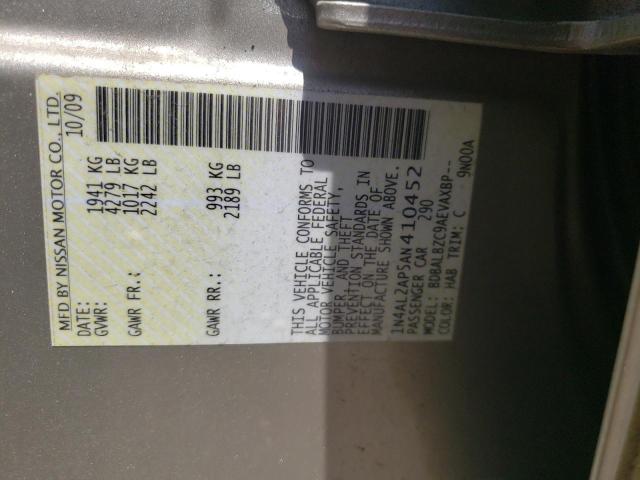 MFD BY NISSAN MOTOR CO., LTD.
DATE: 10/09
GVWR: 1941 KG
4279 LB
GAWR FR.: 1017 KG
2242 LB
GAWR RR.: 993 KG
2189 LB
THIS VEHICLE CONFORMS TO
ALL APPLICABLE FEDERAL
MOTOR VEHICLE SAFETY,
BUMPER, AND THEFT
PREVENTION STANDARDS IN
EFFECT ON THE DATE OF
MANUFACTURE SHOWN ABOVE.
1N4AL2AP5AN410452
PASSENGER CAR 290
MODEL: BDBALBZC9AEVAXBP--
COLOR: HAB TRIM: C 9N00A